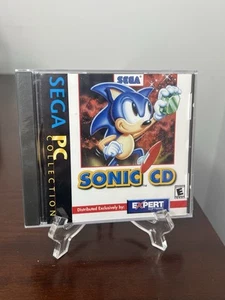 SEGA PC
COLLECTION
SEGA
SONIC CD
Distributed Exclusively by:
EXPERT
E